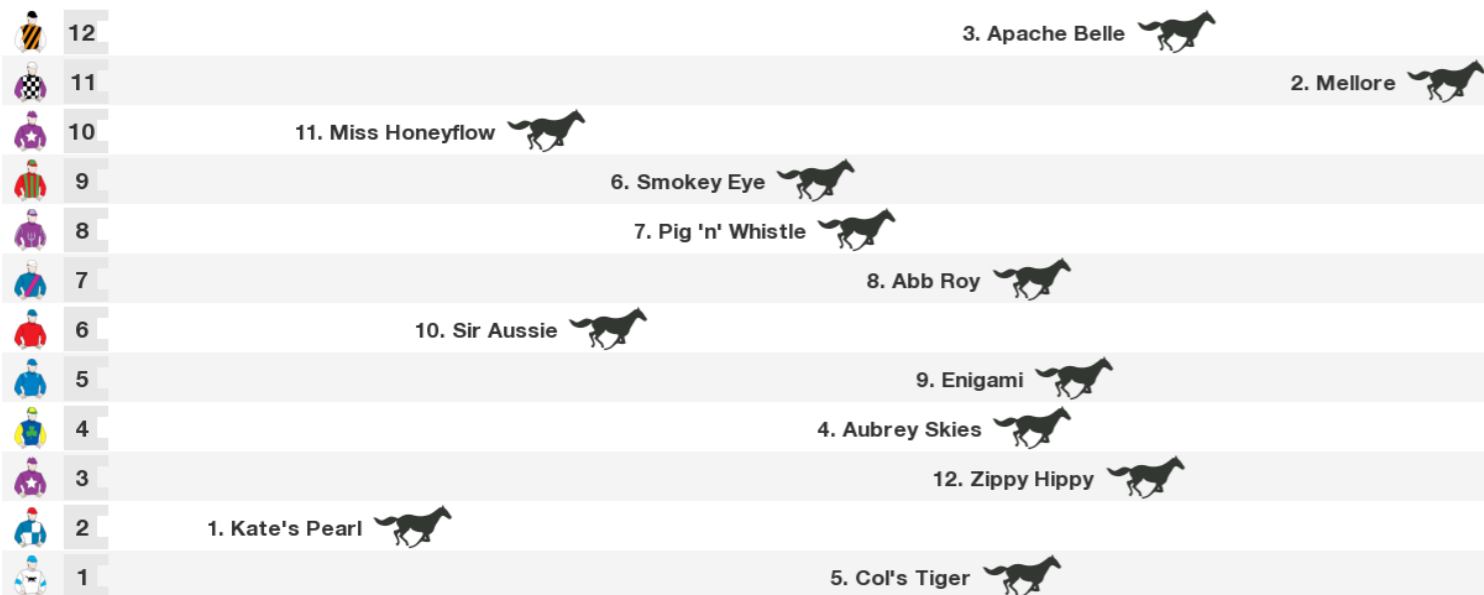 12 3. Apache Belle
11 2. Mellore
10 11. Miss Honeyflow
9 6. Smokey Eye
8 7. Pig 'n' Whistle
7 8. Abb Roy
6 10. Sir Aussie
5 9. Enigami
4 4. Aubrey Skies
3 12. Zippy Hippy
2 1. Kate's Pearl
1 5. Col's Tiger